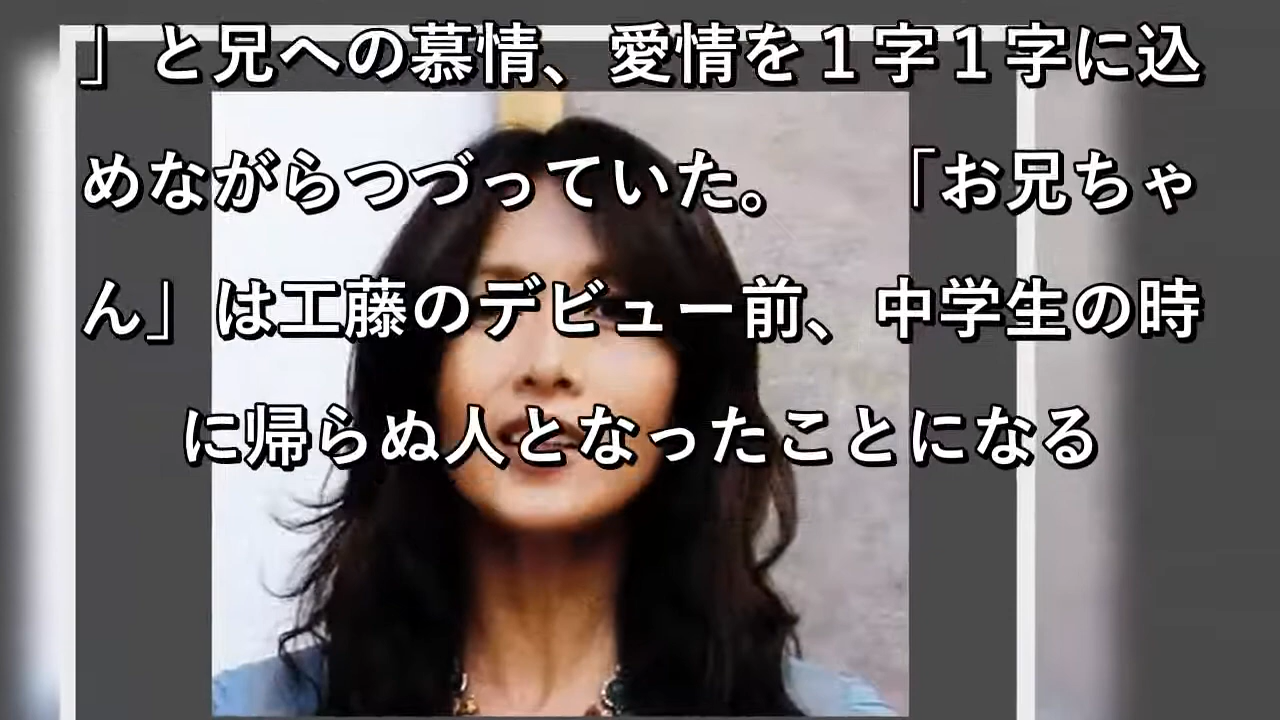 」と兄への慕情、愛情を１字１字に込
めながらつづっていた。　「お兄ちゃ
ん」は工藤のデビュー前、中学生の時
に帰らぬ人となったことになる